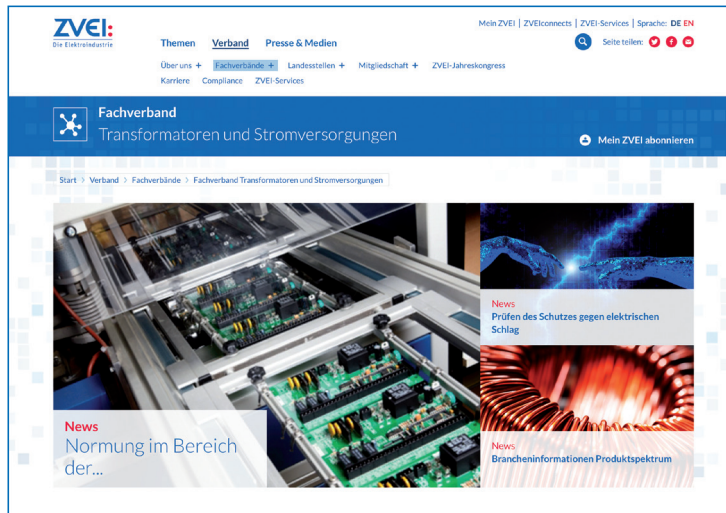 ZVEI:
Die Elektroindustrie
Mein ZVEI | ZVEIconnects | ZVEI-Services | Sprache: DE EN
Themen Verband Presse & Medien
Seite teilen:
Über uns + Fachverbände + Landesstellen + Mitgliedschaft + ZVEI-Jahreskongress
Karriere Compliance ZVEI-Services
Fachverband
Transformatoren und Stromversorgungen
Mein ZVEI abonnieren
Start > Verband > Fachverbände > Fachverband Transformatoren und Stromversorgungen
News
Normung im Bereich
der...
News
Prüfen des Schutzes gegen elektrischen
Schlag
News
Brancheninformationen Produktspektrum